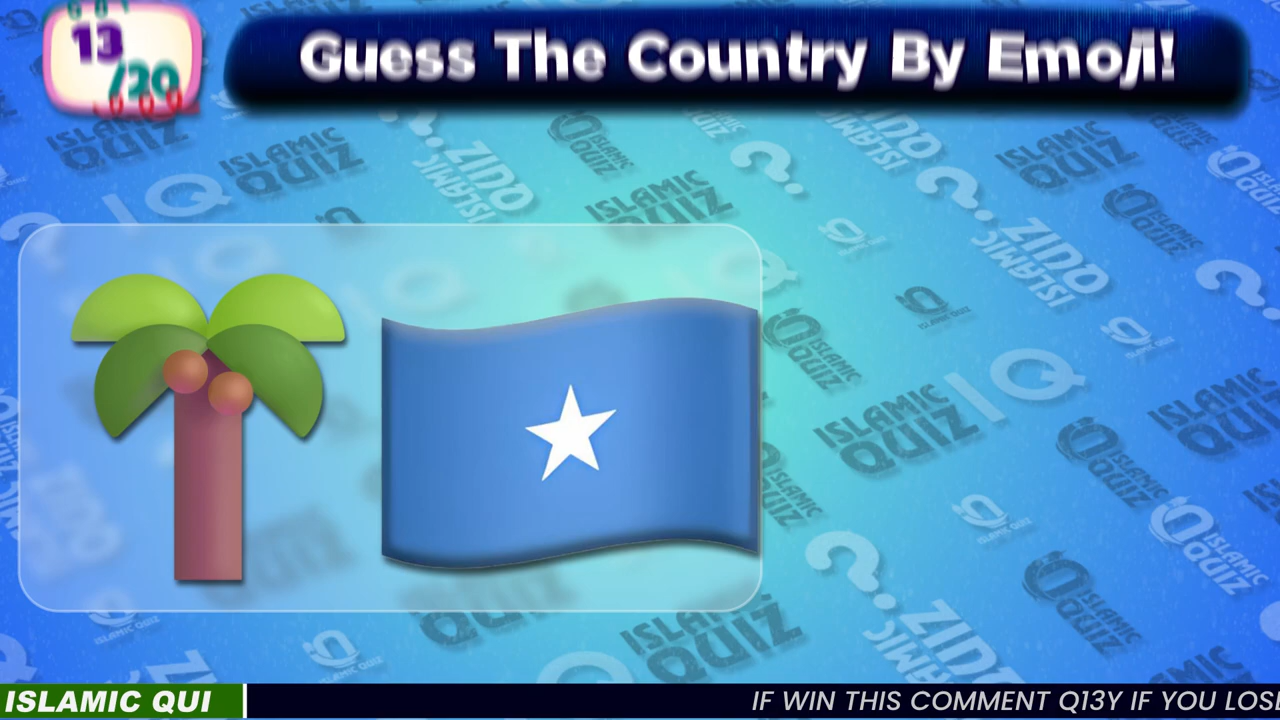 13
/20
Guess The Country By Emoji!
ISLAMIC QUI
IF WIN THIS COMMENT Q13Y IF YOU LOSE